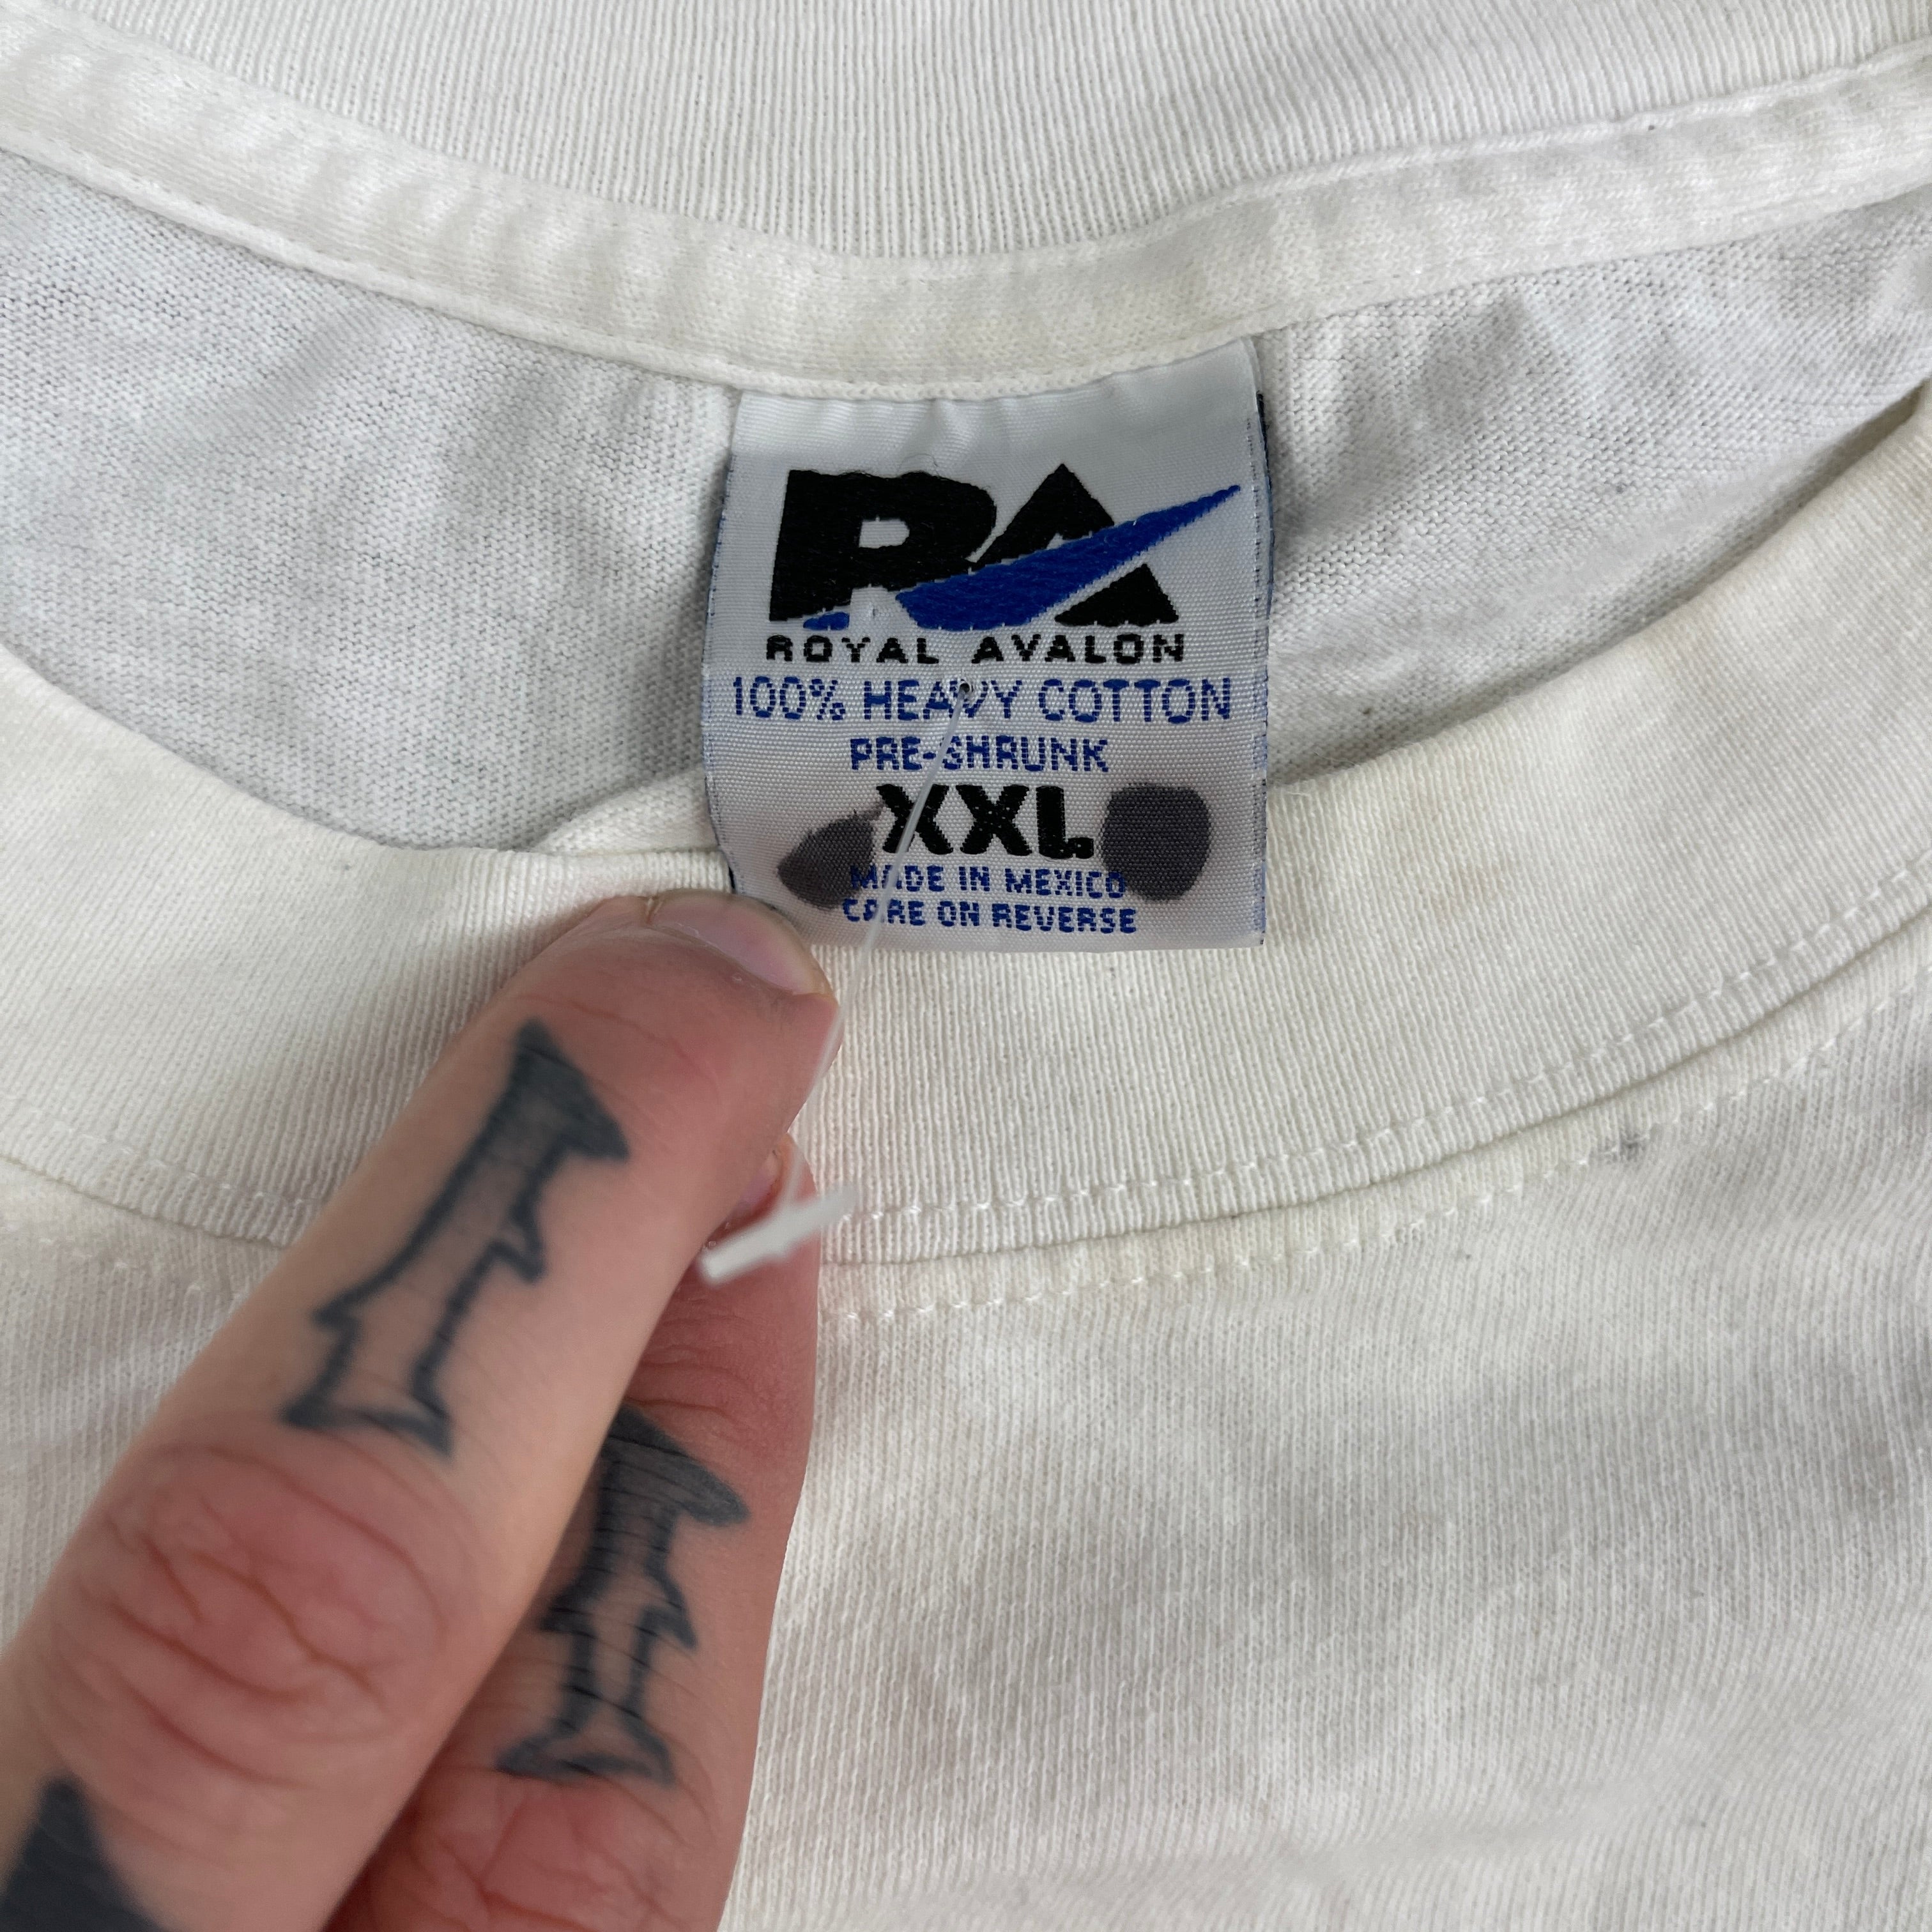 RA
ROYAL AVALON
100% HEAVY COTTON
PRE-SHRUNK
XXL
MADE IN MEXICO
CARE ON REVERSE